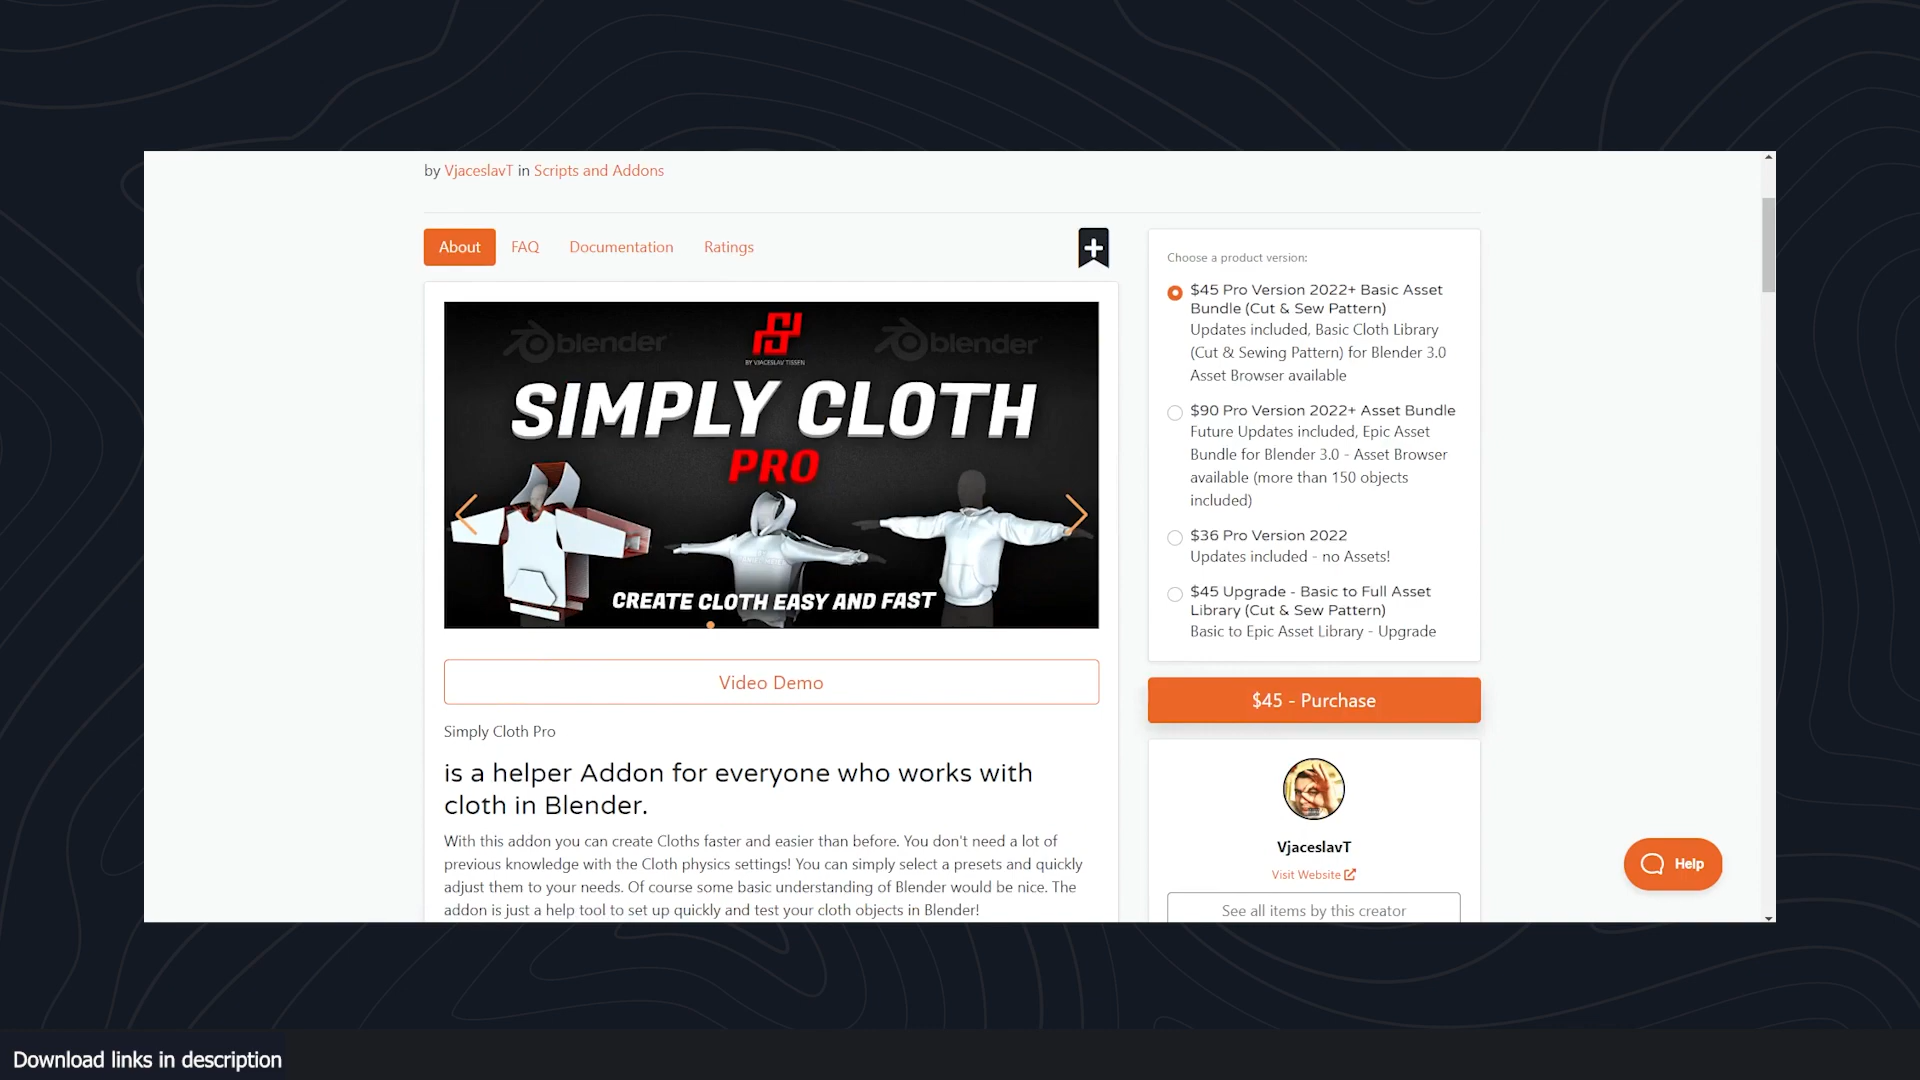 by VjaceslavT in Scripts and Addons
About
FAQ
Documentation
Ratings
blender
BY VJACESLAV TISSEN
blender
SIMPLY CLOTH
PRO
CREATE CLOTH EASY AND FAST
Video Demo
Simply Cloth Pro
is a helper Addon for everyone who works with
cloth in Blender.
With this addon you can create Cloths faster and easier than before. You don't need a lot of
previous knowledge with the Cloth physics settings! You can simply select a presets and quickly
adjust them to your needs. Of course some basic understanding of Blender would be nice. The
addon is just a help tool to set up quickly and test your cloth objects in Blender!
Choose a product version:
$45 Pro Version 2022+ Basic Asset
Bundle (Cut & Sew Pattern)
Updates included, Basic Cloth Library
(Cut & Sewing Pattern) for Blender 3.0
Asset Browser available
$90 Pro Version 2022+ Asset Bundle
Future Updates included, Epic Asset
Bundle for Blender 3.0 - Asset Browser
available (more than 150 objects
included)
$36 Pro Version 2022
Updates included - no Assets!
$45 Upgrade - Basic to Full Asset
Library (Cut & Sew Pattern)
Basic to Epic Asset Library - Upgrade
$45 - Purchase
VjaceslavT
Visit Website
See all items by this creator
Help
Download links in description